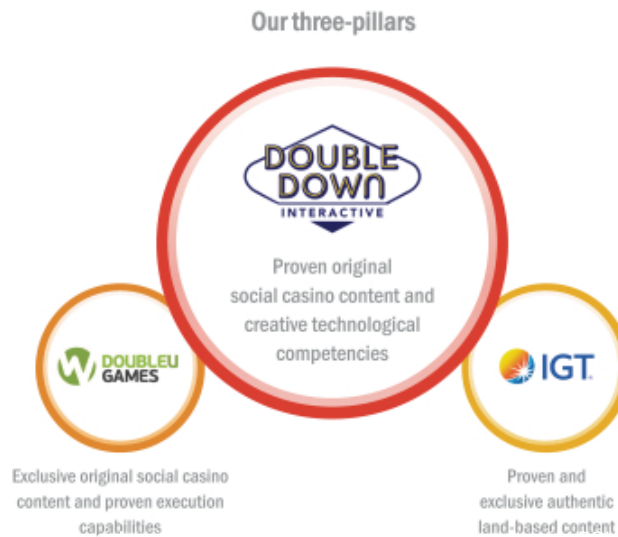 Our three-pillars
DOUBLE
DOWN
INTERACTIVE
Proven original
social casino content and
creative technological
competencies
DOUBLEU
GAMES
IGT
Exclusive original social casino
content and proven execution
capabilities
Proven and
exclusive authentic
land-based content